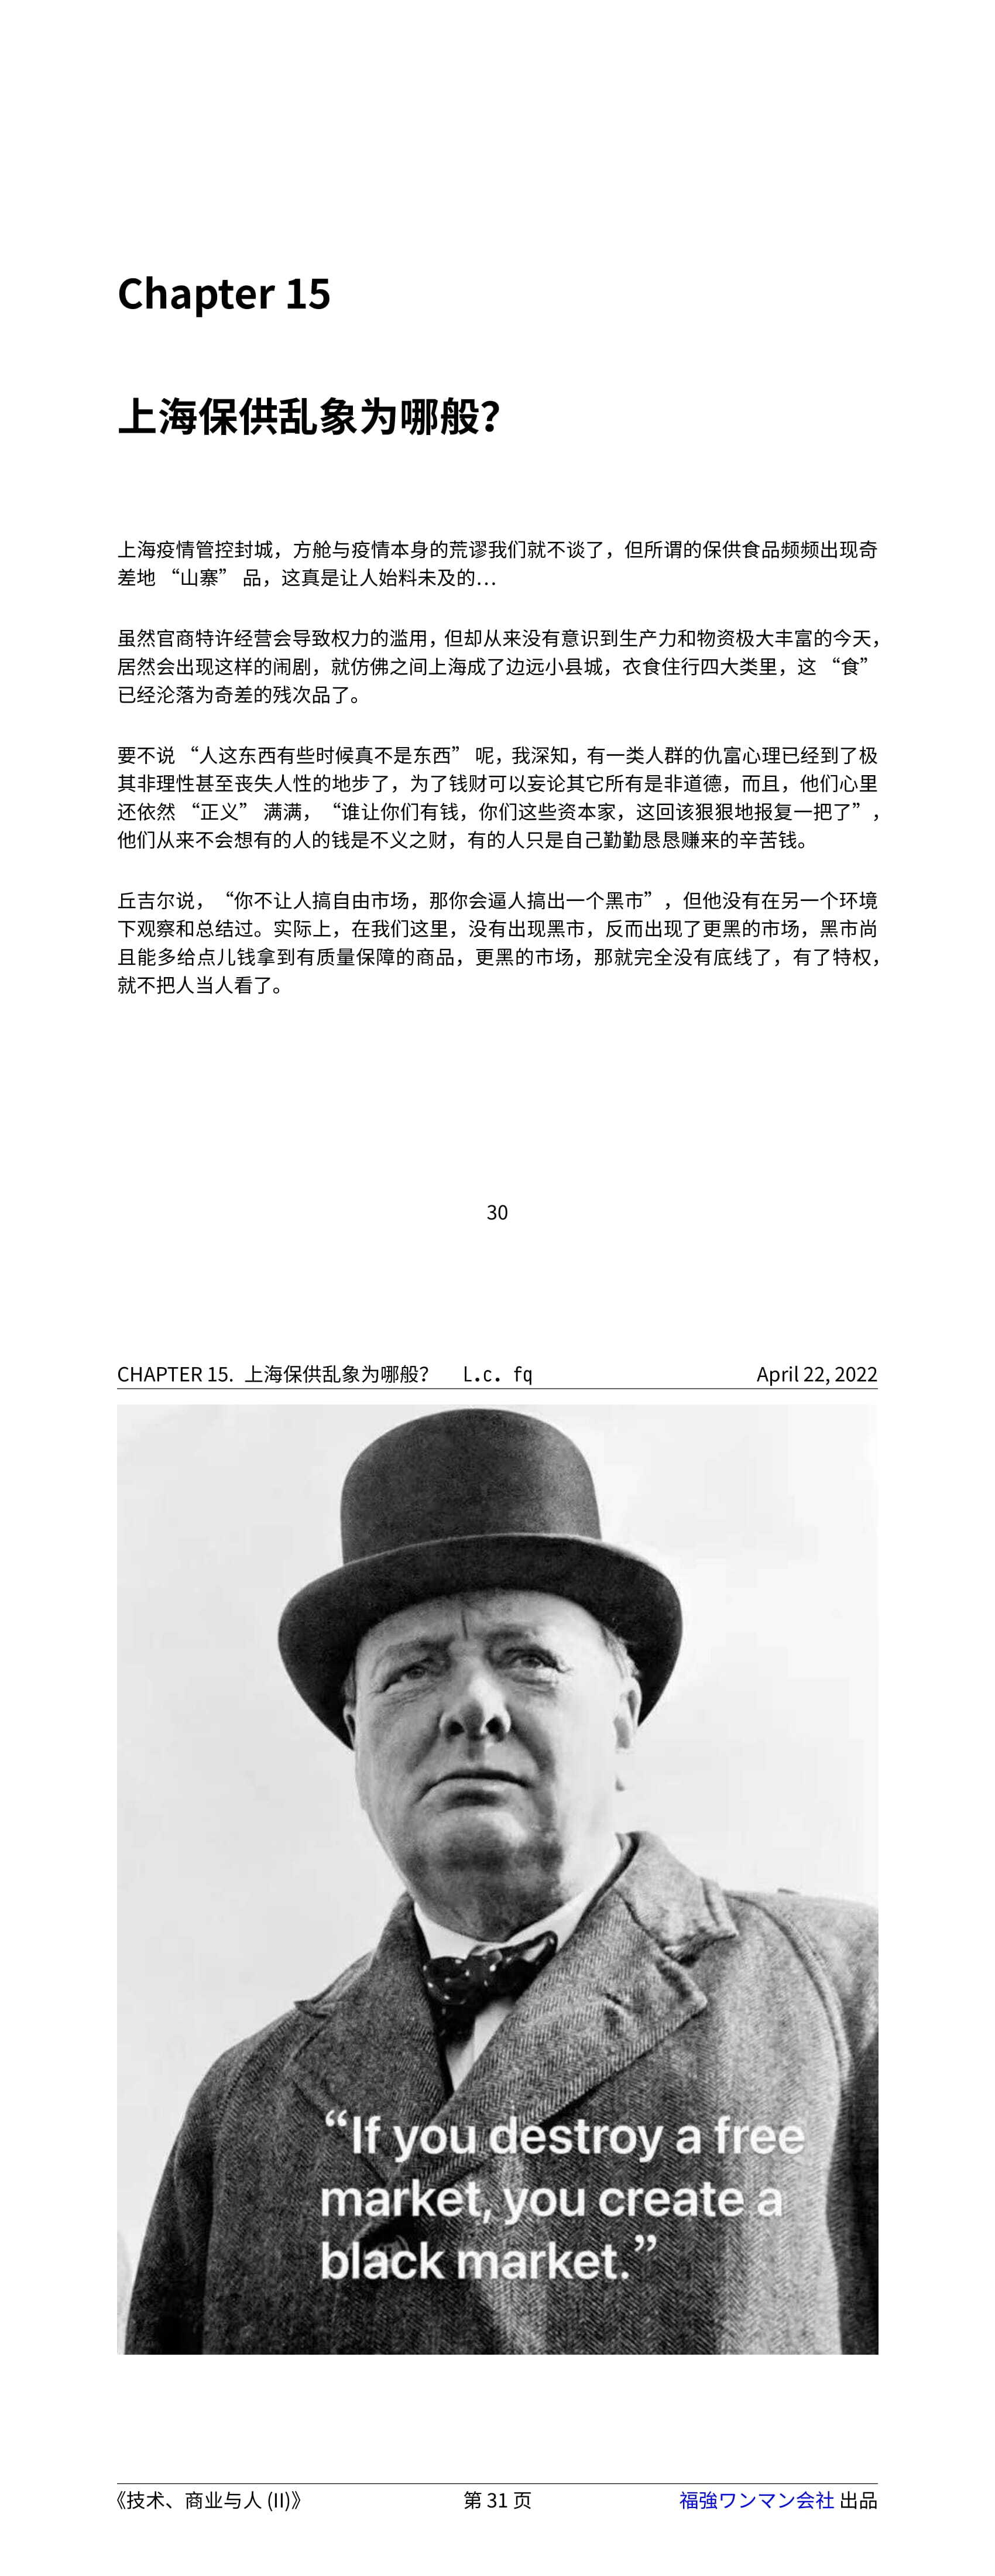 Chapter 15
上海保供乱象为哪般？
上海疫情管控封城，方舱与疫情本身的荒谬我们就不谈了，但所谓的保供食品频频出现奇
差地 “山寨” 品，这真是让人始料未及的…
虽然官商特许经营会导致权力的滥用，但却从来没有意识到生产力和物资极大丰富的今天，
居然会出现这样的闹剧，就仿佛之间上海成了边远小县城，衣食住行四大类里，这 “食”
已经沦落为奇差的残次品了。
要不说 “人这东西有些时候真不是东西” 呢，我深知，有一类人群的仇富心理已经到了极
其非理性甚至丧失人性的地步了，为了钱财可以妄论其它所有是非道德，而且，他们心里
还依然 “正义” 满满， “谁让你们有钱，你们这些资本家，这回该狠狠地报复一把了”，
他们从来不会想有的人的钱是不义之财，有的人只是自己勤勤恳恳赚来的辛苦钱。
丘吉尔说， “你不让人搞自由市场，那你会逼人搞出一个黑市”，但他没有在另一个环境
下观察和总结过。实际上，在我们这里，没有出现黑市，反而出现了更黑的市场，黑市尚
且能多给点儿钱拿到有质量保障的商品，更黑的市场，那就完全没有底线了，有了特权，
就不把人当人看了。
30
CHAPTER 15. 上海保供乱象为哪般？ l.c. fq April 22, 2022
“If you destroy a free
market, you create a
black market.”
《技术、商业与人 (II)》 第 31 页 福強ワンマン会社 出品